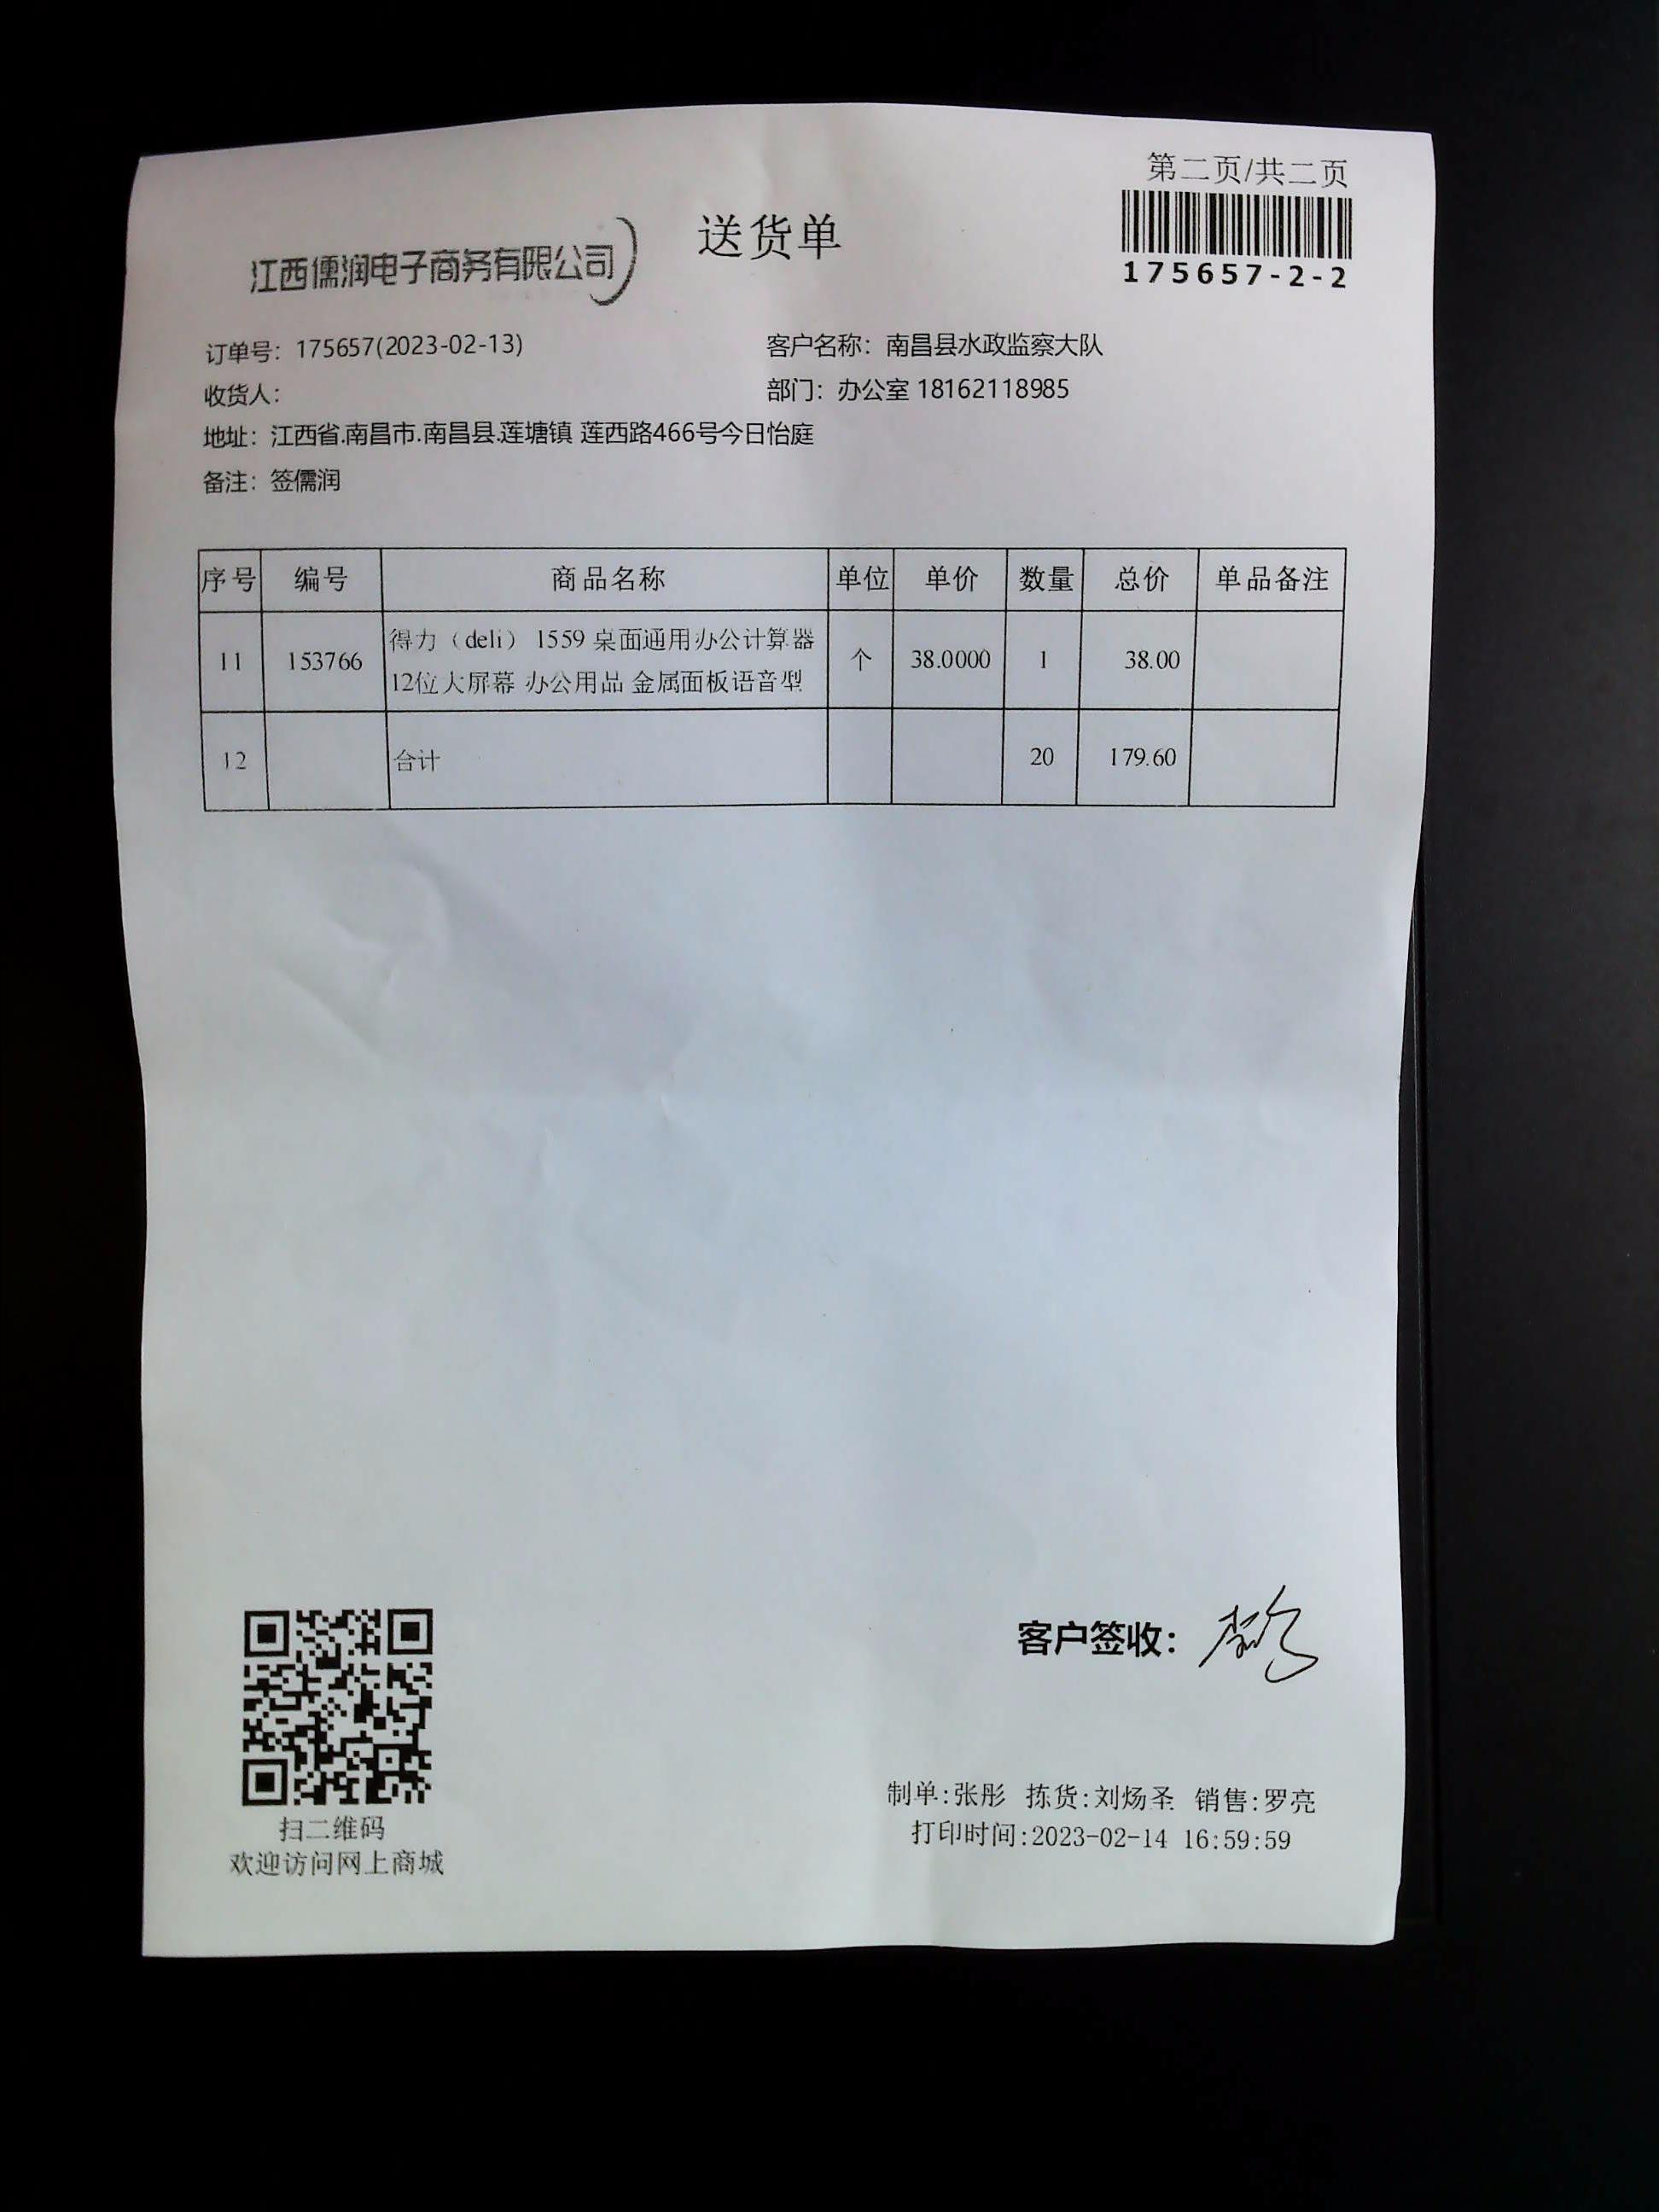 第二页/共二页
江西儒润电子商务有限公司
送货单
175657-2-2
订单号：175657(2023-02-13)
客户名称：南昌县水政监察大队
收货人：
部门：办公室 18162118985
地址：江西省.南昌市.南昌县.莲塘镇 莲西路466号今日怡庭
备注：签儒润
序号 编号 商品名称 单位 单价 数量 总价 单品备注
11 153766 得力（deli） 1559 桌面通用办公计算器 个 38.0000 1 38.00
12位大屏幕 办公用品 金属面板语音型
12 合计 20 179.60
客户签收：
扫二维码
欢迎访问网上商城
制单:张彤 拣货:刘炀圣 销售:罗亮
打印时间:2023-02-14 16:59:59